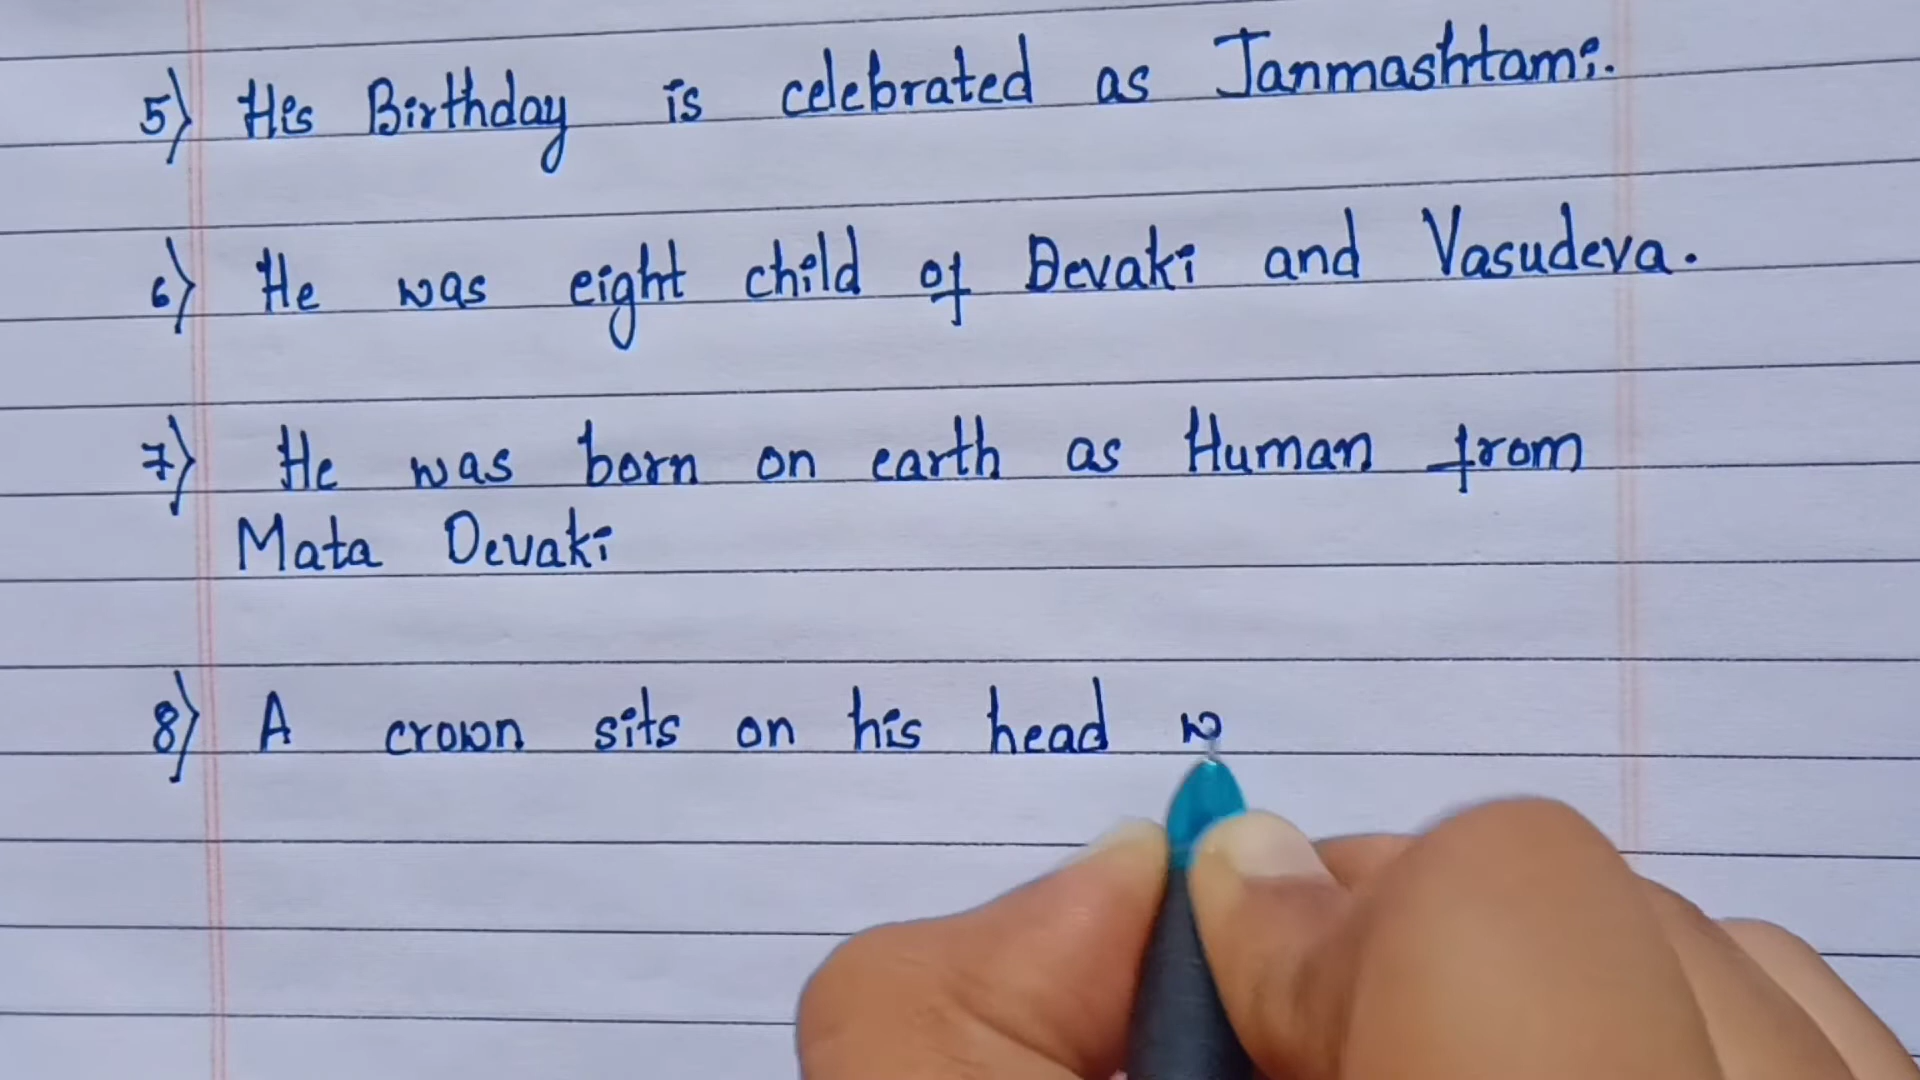 5) His Birthday is celebrated as Janmashtami.
6) He was eight child of Devaki and Vasudeva.
7) He was born on earth as Human from
Mata Devaki
8) A crown sits on his head w